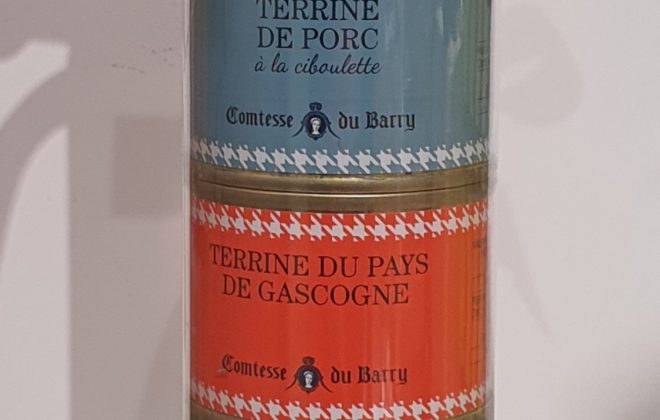 TERRINE
DE PORC
à la ciboulette
Comtesse du Barry
TERRINE DU PAYS
DE GASCOGNE
Comtesse du Barry